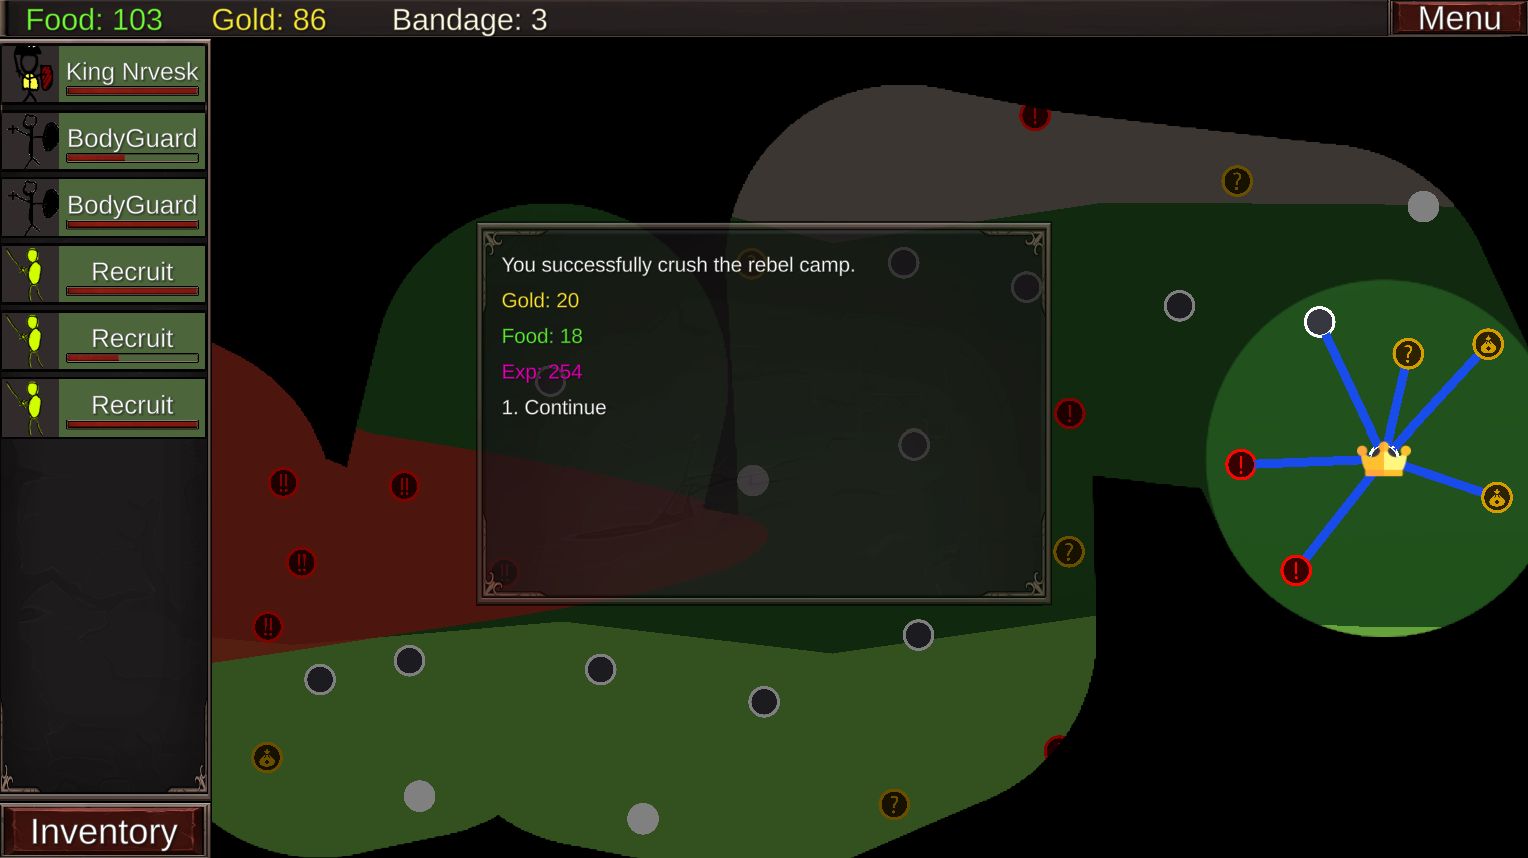 Food: 103 Gold: 86 Bandage: 3 Menu
King Nrvesk
BodyGuard
BodyGuard
Recruit
Recruit
Recruit
You successfully crush the rebel camp.
Gold: 20
Food: 18
Exp: 254
1. Continue
Inventory